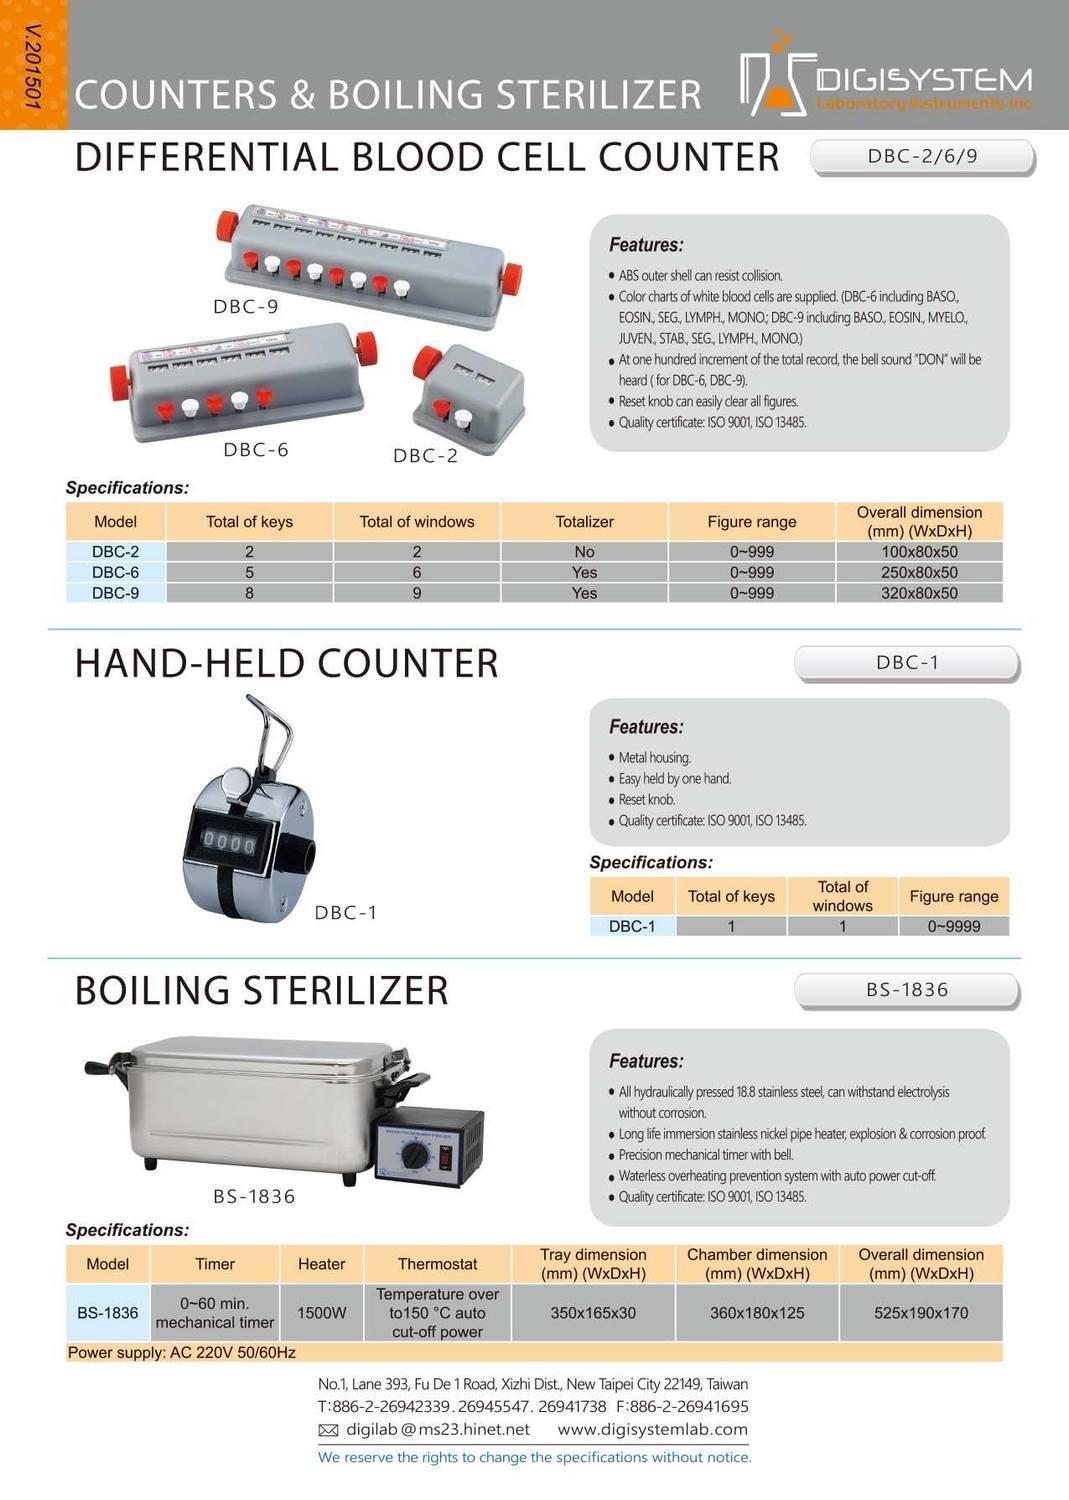 V.201501
COUNTERS & BOILING STERILIZER
DIGISYSTEM
Laboratory Instruments Inc.
DIFFERENTIAL BLOOD CELL COUNTER
DBC-2/6/9
DBC-9
DBC-6
DBC-2
Features:
• ABS outer shell can resist collision.
• Color charts of white blood cells are supplied. (DBC-6 including BASO.,
EOSIN., SEG., LYMPH., MONO.; DBC-9 including BASO., EOSIN., MYELO.,
JUVEN., STAB., SEG., LYMPH., MONO.)
• At one hundred increment of the total record, the bell sound "DON" will be
heard ( for DBC-6, DBC-9).
• Reset knob can easily clear all figures.
• Quality certificate: ISO 9001, ISO 13485.
Specifications:
Model Total of keys Total of windows Totalizer Figure range Overall dimension (mm) (WxDxH)
DBC-2 2 2 No 0~999 100x80x50
DBC-6 5 6 Yes 0~999 250x80x50
DBC-9 8 9 Yes 0~999 320x80x50
HAND-HELD COUNTER
DBC-1
0000
DBC-1
Features:
• Metal housing.
• Easy held by one hand.
• Reset knob.
• Quality certificate: ISO 9001, ISO 13485.
Specifications:
Model Total of keys Total of windows Figure range
DBC-1 1 1 0~9999
BOILING STERILIZER
BS-1836
BS-1836
Features:
• All hydraulically pressed 18.8 stainless steel, can withstand electrolysis
without corrosion.
• Long life immersion stainless nickel pipe heater, explosion & corrosion proof.
• Precision mechanical timer with bell.
• Waterless overheating prevention system with auto power cut-off.
• Quality certificate: ISO 9001, ISO 13485.
Specifications:
Model Timer Heater Thermostat Tray dimension (mm) (WxDxH) Chamber dimension (mm) (WxDxH) Overall dimension (mm) (WxDxH)
BS-1836 0~60 min. mechanical timer 1500W Temperature over to150 °C auto cut-off power 350x165x30 360x180x125 525x190x170
Power supply: AC 220V 50/60Hz
No.1, Lane 393, Fu De 1 Road, Xizhi Dist., New Taipei City 22149, Taiwan
T:886-2-26942339. 26945547. 26941738 F:886-2-26941695
digilab@ms23.hinet.net www.digisystemlab.com
We reserve the rights to change the specifications without notice.